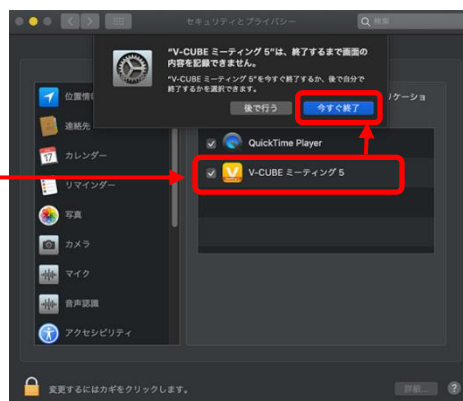 セキュリティとプライバシー
検索
"V-CUBE ミーティング 5"は、終了するまで画面の
内容を記録できません。
"V-CUBE ミーティング 5"を今すぐ終了するか、後で自分で
終了するかを選択できます。
後で行う
今すぐ終了
位置情
ケーショ
連絡先
カレンダー
17
リマインダー
写真
カメラ
マイク
音声認識
アクセシビリティ
QuickTime Player
V-CUBE ミーティング 5
変更するにはカギをクリックします。
詳細...
?